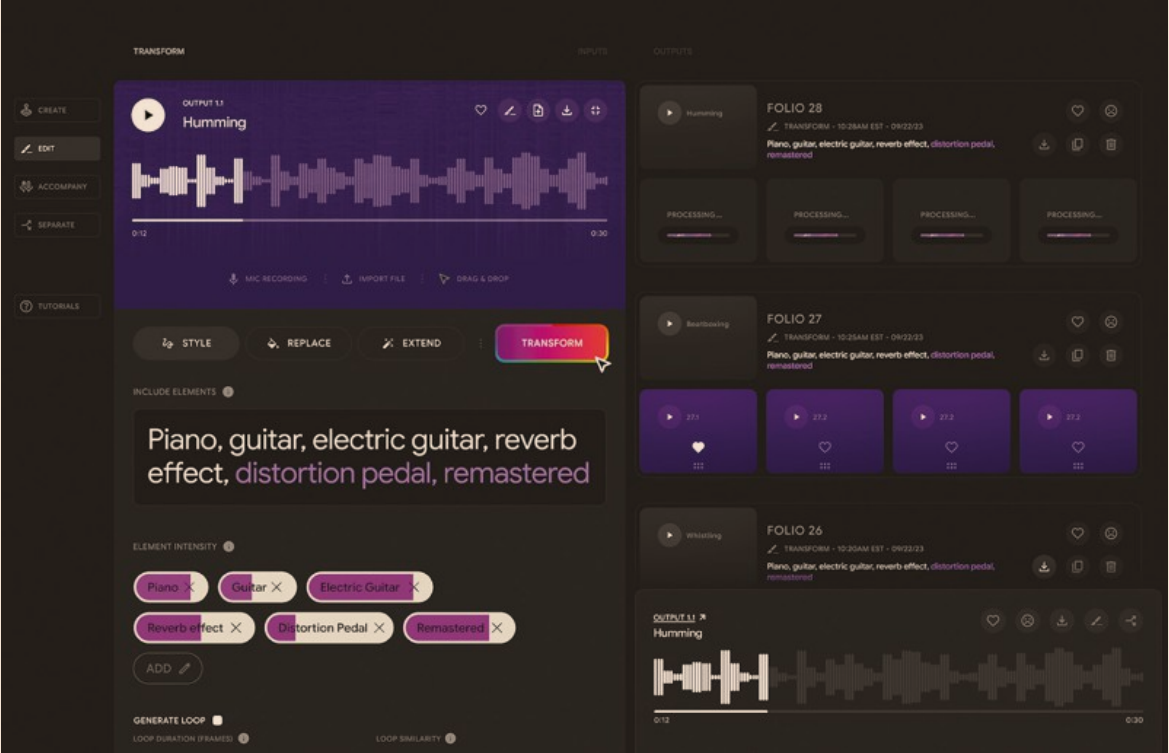 TRANSFORM
INPUTS
OUTPUTS
CREATE
EDIT
ACCOMPANY
SEPARATE
TUTORIALS
OUTPUT 1.1
Humming
0:12
0:30
MIC RECORDING
IMPORT FILE
DRAG & DROP
STYLE
REPLACE
EXTEND
TRANSFORM
INCLUDE ELEMENTS
Piano, guitar, electric guitar, reverb
effect, distortion pedal, remastered
ELEMENT INTENSITY
Piano
Guitar
Electric Guitar
Reverb effect
Distortion Pedal
Remastered
ADD
GENERATE LOOP
LOOP DURATION (FRAMES)
LOOP SIMILARITY
Humming
FOLIO 28
TRANSFORM - 10:28AM EST - 09/22/23
Piano, guitar, electric guitar, reverb effect, distortion pedal,
remastered
PROCESSING...
PROCESSING...
PROCESSING...
PROCESSING...
Beatboxing
FOLIO 27
TRANSFORM - 10:25AM EST - 09/22/23
Piano, guitar, electric guitar, reverb effect, distortion pedal,
remastered
27.1
27.2
27.2
27.2
Whistling
FOLIO 26
TRANSFORM - 10:20AM EST - 09/22/23
Piano, guitar, electric guitar, reverb effect, distortion pedal,
remastered
OUTPUT 1.1
Humming
0:12
0:30